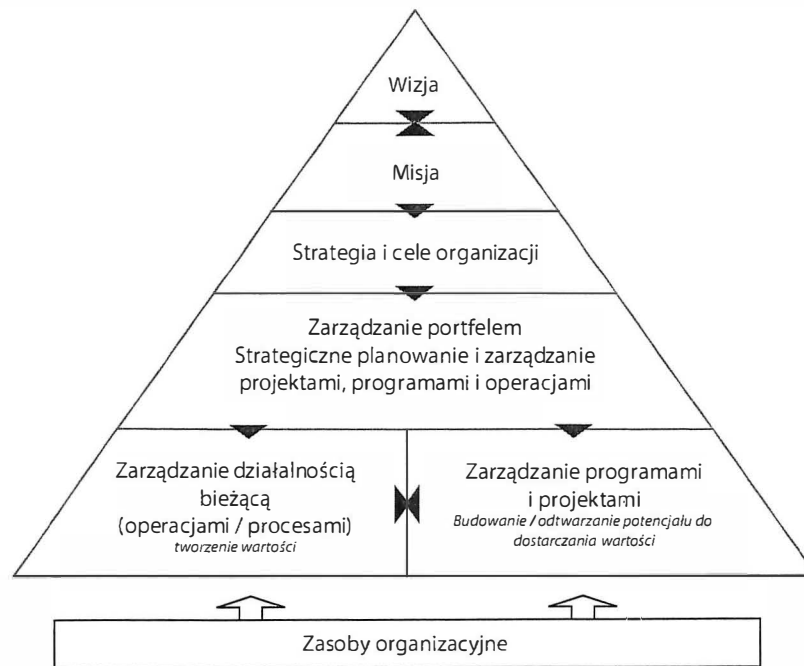 Wizja
Misja
Strategia i cele organizacji
Zarządzanie portfelem
Strategiczne planowanie i zarządzanie
projektami, programami i operacjami
Zarządzanie działalnością
bieżącą
(operacjami / procesami)
tworzenie wartości
Zarządzanie programami
i projektami
Budowanie / odtwarzanie potencjału do
dostarczania wartości
Zasoby organizacyjne